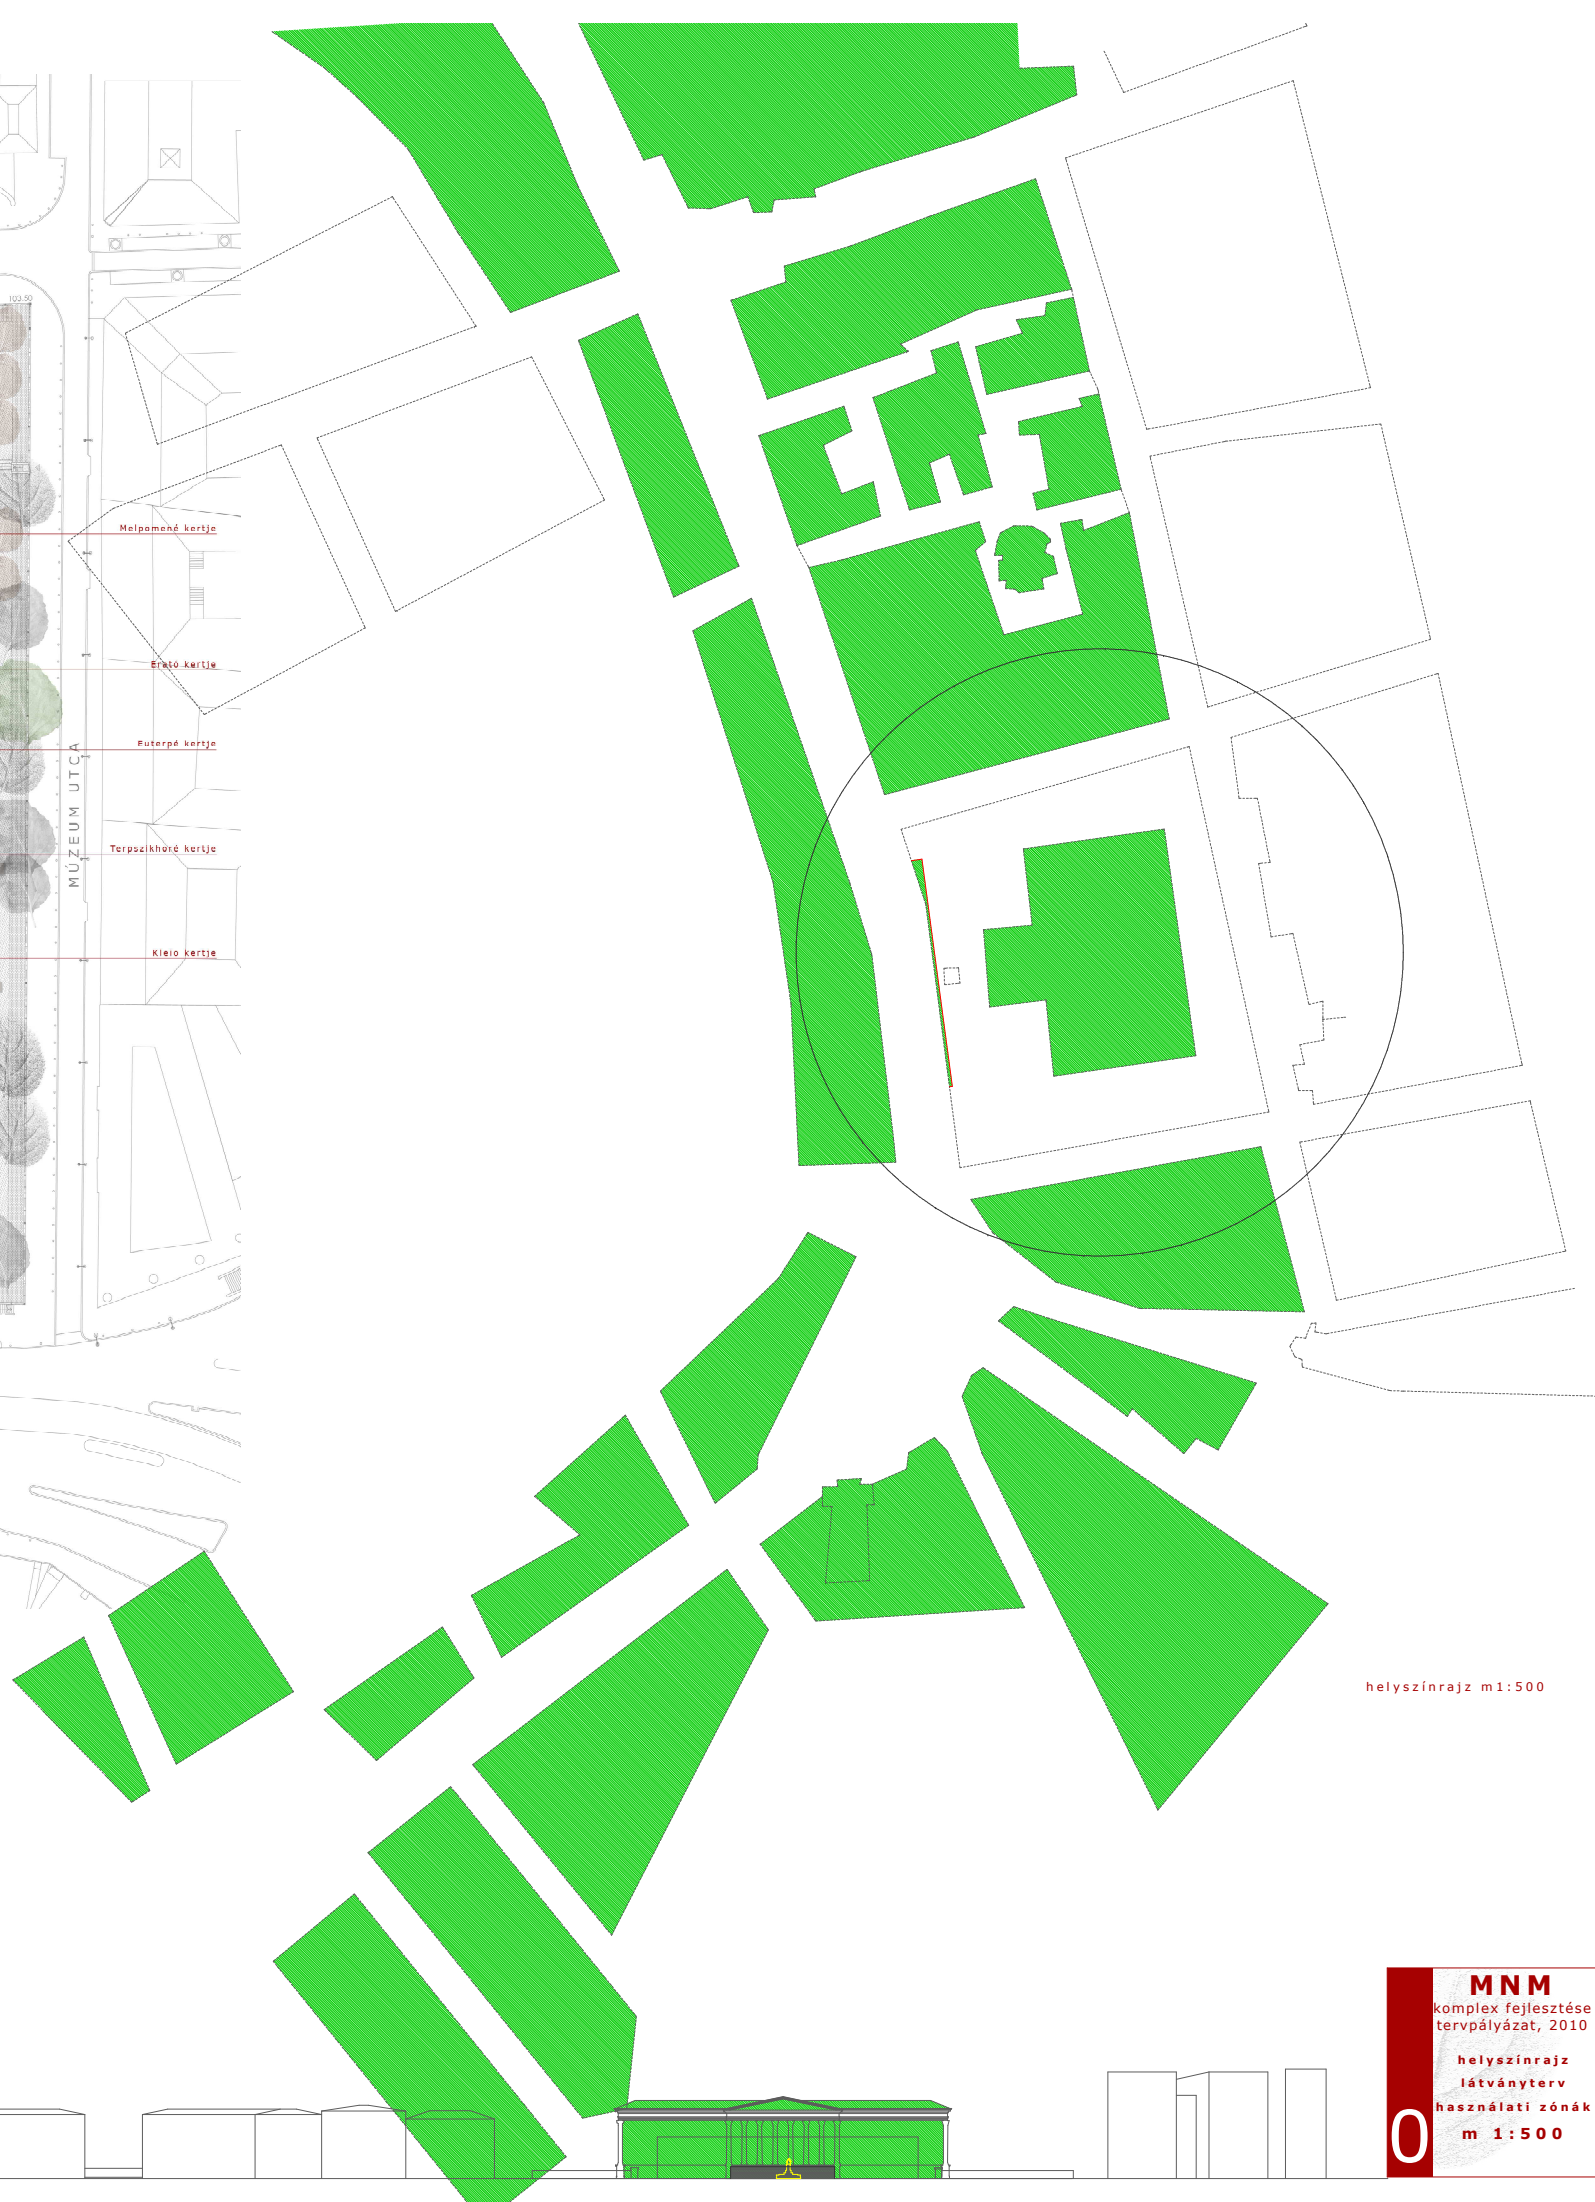 103.50
Melpomené kertje
Erató kertje
Euterpé kertje
MÚZEUM UTCA
Terpszikhoré kertje
Kleió kertje
helyszínrajz m1:500
MNM
komplex fejlesztése
tervpályázat, 2010
helyszínrajz
látványterv
használati zónák
m 1:500
0